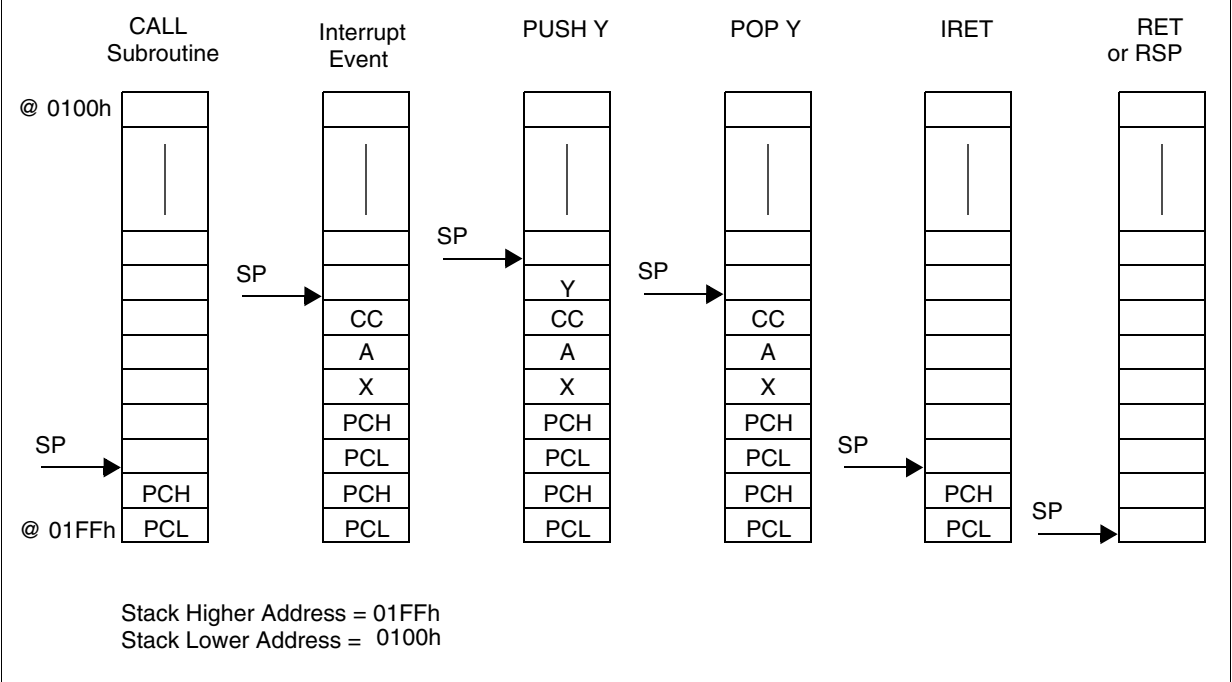 CALL
Subroutine
Interrupt
Event
PUSH Y
POP Y
IRET
RET
or RSP
@ 0100h
SP
SP
SP
SP
SP
SP
Y
CC
CC
CC
A
A
A
X
X
X
PCH
PCH
PCH
PCL
PCL
PCL
PCH
PCH
PCH
PCH
PCH
@ 01FFh
PCL
PCL
PCL
PCL
PCL
Stack Higher Address = 01FFh
Stack Lower Address = 0100h